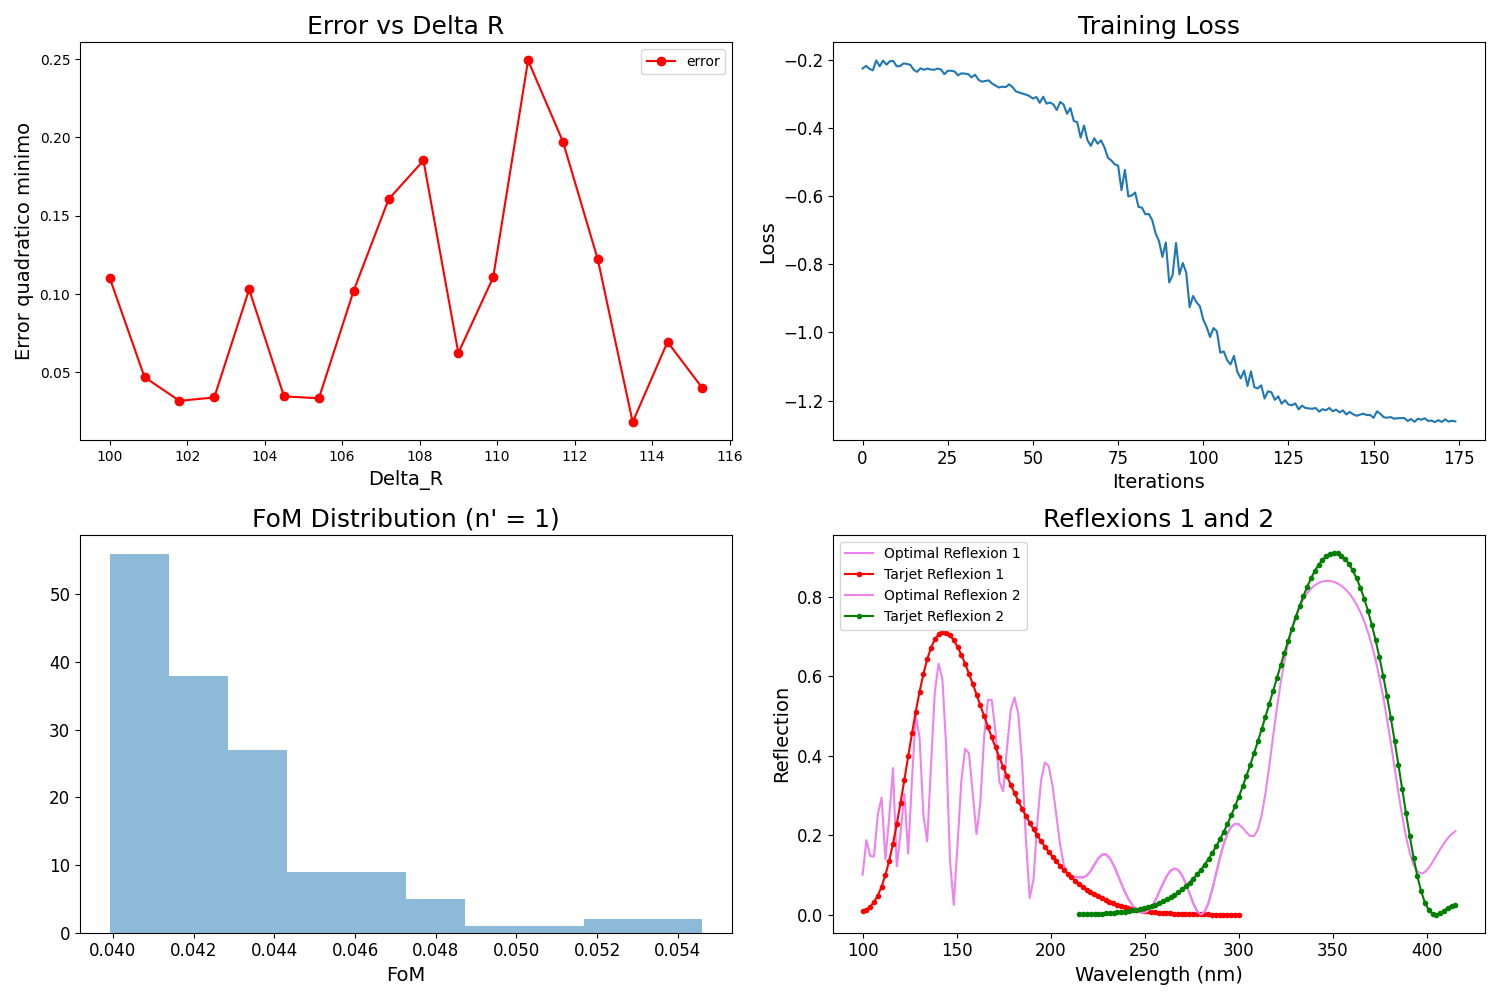 Error vs Delta R
Error quadratico minimo
0.25
0.20
0.15
0.10
0.05
error
100 102 104 106 108 110 112 114 116
Delta_R
Training Loss
Loss
−0.2
−0.4
−0.6
−0.8
−1.0
−1.2
0 25 50 75 100 125 150 175
Iterations
FoM Distribution (n' = 1)
50
40
30
20
10
0
0.040 0.042 0.044 0.046 0.048 0.050 0.052 0.054
FoM
Reflexions 1 and 2
Optimal Reflexion 1
Tarjet Reflexion 1
Optimal Reflexion 2
Tarjet Reflexion 2
Reflection
0.8
0.6
0.4
0.2
0.0
100 150 200 250 300 350 400
Wavelength (nm)